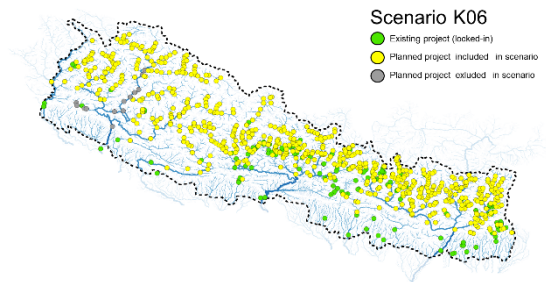 Scenario K06
Existing project (locked-in)
Planned project included in scenario
Planned project exluded in scenario